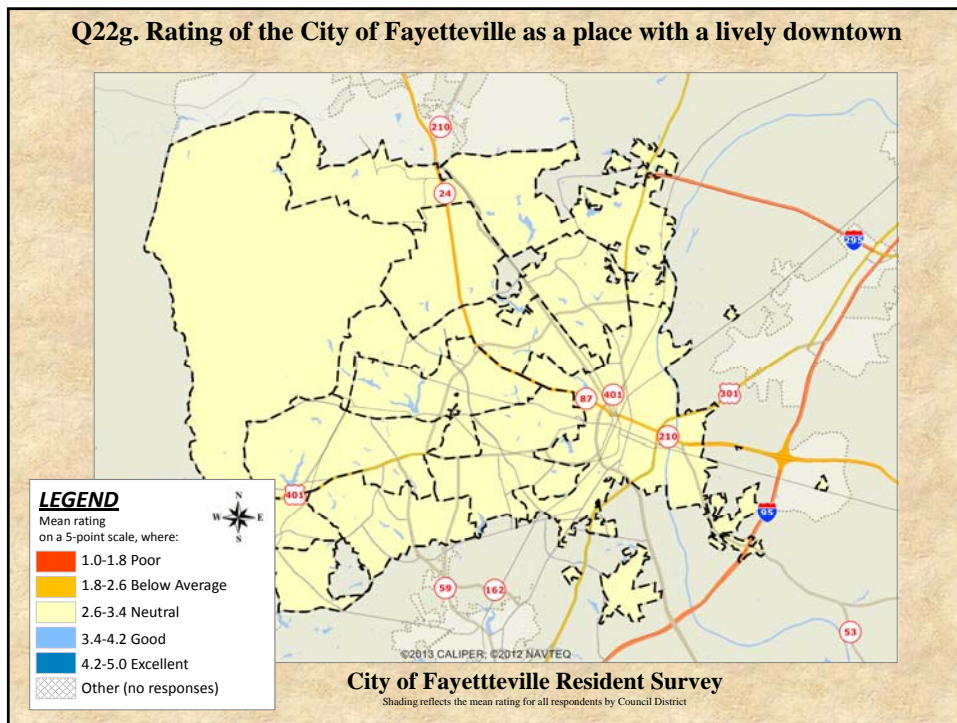 Q22g. Rating of the City of Fayetteville as a place with a lively downtown
210
24
295
87
401
301
210
401
95
59
162
53
LEGEND
Mean rating
on a 5-point scale, where:
N
W E
S
1.0-1.8 Poor
1.8-2.6 Below Average
2.6-3.4 Neutral
3.4-4.2 Good
4.2-5.0 Excellent
Other (no responses)
©2013 CALIPER; ©2012 NAVTEQ
City of Fayettteville Resident Survey
Shading reflects the mean rating for all respondents by Council District